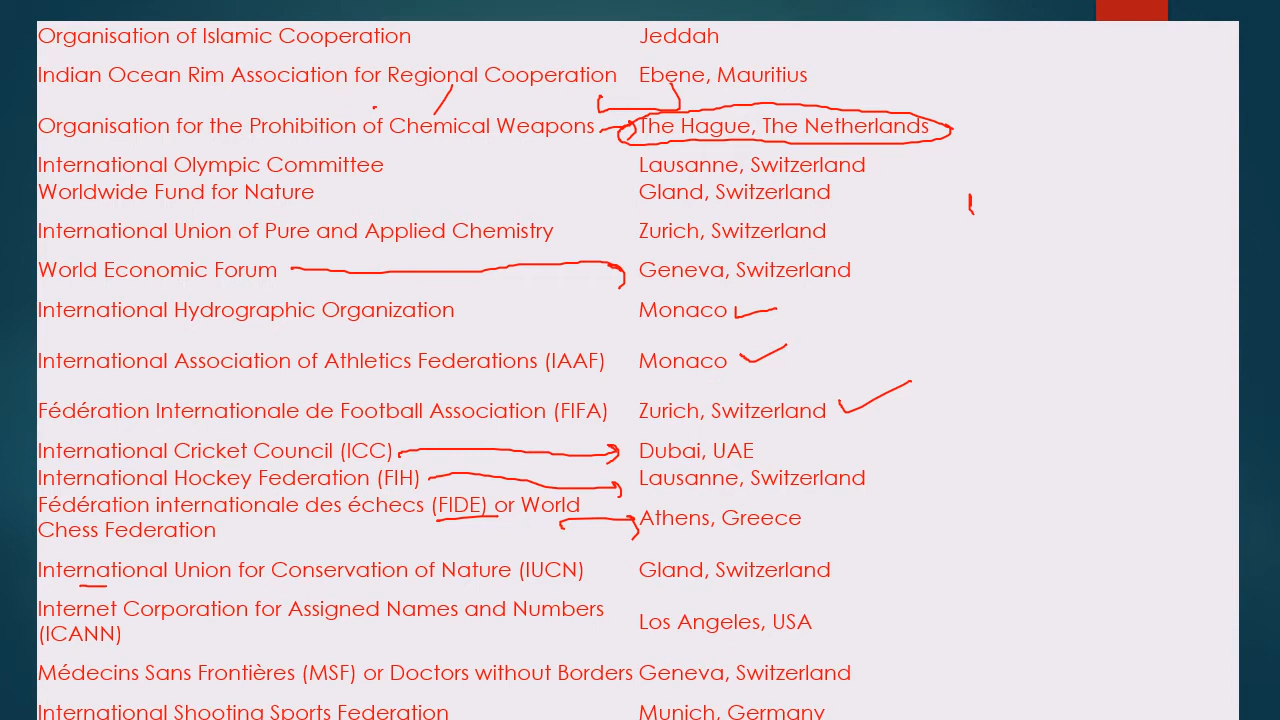 Organisation of Islamic Cooperation Jeddah
Indian Ocean Rim Association for Regional Cooperation Ebene, Mauritius
Organisation for the Prohibition of Chemical Weapons The Hague, The Netherlands
International Olympic Committee Lausanne, Switzerland
Worldwide Fund for Nature Gland, Switzerland
International Union of Pure and Applied Chemistry Zurich, Switzerland
World Economic Forum Geneva, Switzerland
International Hydrographic Organization Monaco
International Association of Athletics Federations (IAAF) Monaco
Fédération Internationale de Football Association (FIFA) Zurich, Switzerland
International Cricket Council (ICC) Dubai, UAE
International Hockey Federation (FIH) Lausanne, Switzerland
Fédération internationale des échecs (FIDE) or World
Chess Federation Athens, Greece
International Union for Conservation of Nature (IUCN) Gland, Switzerland
Internet Corporation for Assigned Names and Numbers
(ICANN) Los Angeles, USA
Médecins Sans Frontières (MSF) or Doctors without Borders Geneva, Switzerland
International Shooting Sports Federation Munich, Germany